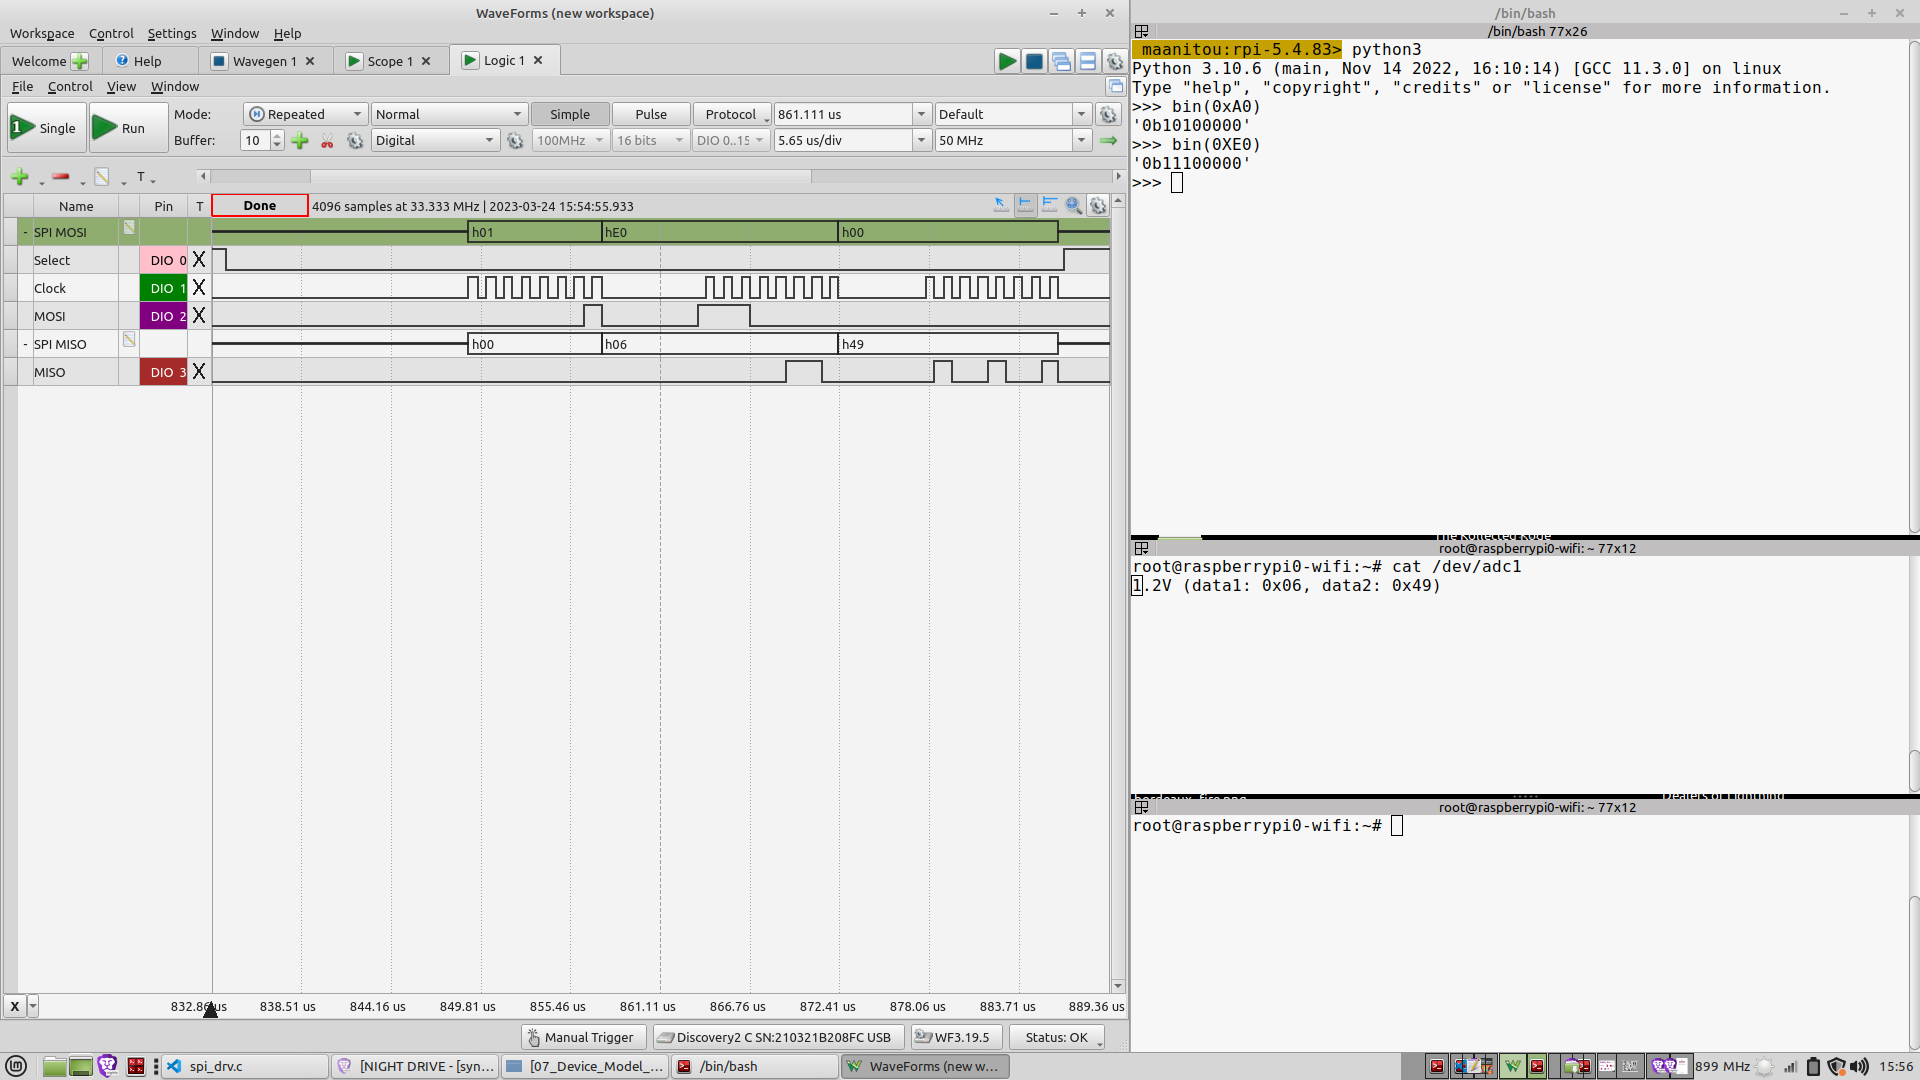 WaveForms (new workspace)
Workspace Control Settings Window Help
Welcome Help Wavegen 1 Scope 1 Logic 1
File Control View Window
Single Run Mode: Repeated Normal Simple Pulse Protocol 861.111 us Default
Buffer: 10 Digital 100MHz 16 bits DIO 0..15 5.65 us/div 50 MHz
T
Name Pin T Done 4096 samples at 33.333 MHz | 2023-03-24 15:54:55.933
- SPI MOSI h01 hE0 h00
Select DIO 0 X
Clock DIO 1 X
MOSI DIO 2 X
- SPI MISO h00 h06 h49
MISO DIO 3 X
X 832.86 us 838.51 us 844.16 us 849.81 us 855.46 us 861.11 us 866.76 us 872.41 us 878.06 us 883.71 us 889.36 us
Manual Trigger Discovery2 C SN:210321B208FC USB WF3.19.5 Status: OK
/bin/bash
/bin/bash 77x26
maanitou:rpi-5.4.83> python3
Python 3.10.6 (main, Nov 14 2022, 16:10:14) [GCC 11.3.0] on linux
Type "help", "copyright", "credits" or "license" for more information.
>>> bin(0xA0)
'0b10100000'
>>> bin(0XE0)
'0b11100000'
>>>
root@raspberrypi0-wifi: ~ 77x12
root@raspberrypi0-wifi:~# cat /dev/adc1
1.2V (data1: 0x06, data2: 0x49)
root@raspberrypi0-wifi: ~ 77x12
root@raspberrypi0-wifi:~#
spi_drv.c [NIGHT DRIVE - [syn... [07_Device_Model_... /bin/bash WaveForms (new w... 899 MHz 15:56